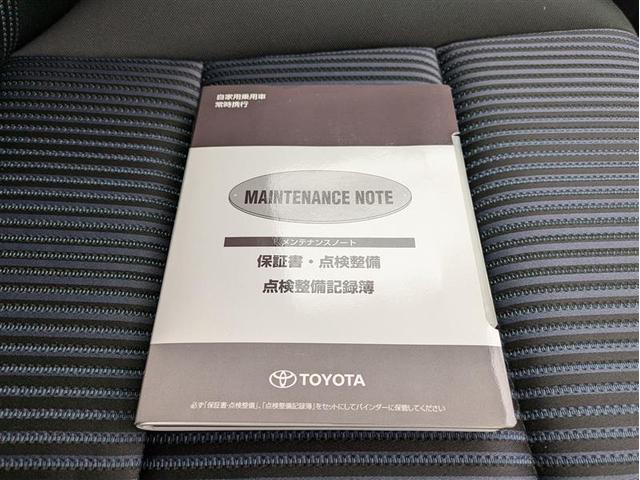 自家用乗用車
常時携行
MAINTENANCE NOTE
メンテナンスノート
保証書・点検整備
点検整備記録簿
TOYOTA
必ず「保証書・点検整備」、「点検整備記録簿」をセットにしてバインダーに保管してください